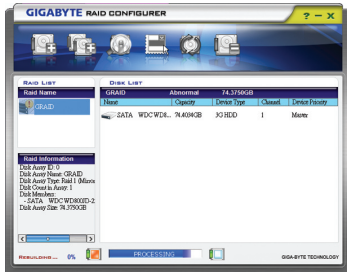 GIGABYTE RAID CONFIGURER
? – X
RAID LIST
Raid Name
GRAID
Raid Information
Disk Array ID: 0
Disk Array Name: GRAID
Disk Array Type: Raid 1 (Mirror
Disk Count in Array: 1
Disk Members:
- SATA WDC WD800JD-2
Disk Array Size: 74.3750GB
DISK LIST
GRAID Abnormal 74.3750GB
Name Capacity Device Type Channel Device Priority
SATA WDC WD8... 74.4034GB 3G HDD 1 Master
REBUILDING ... 0% PROCESSING GIGA-BYTE TECHNOLOGY